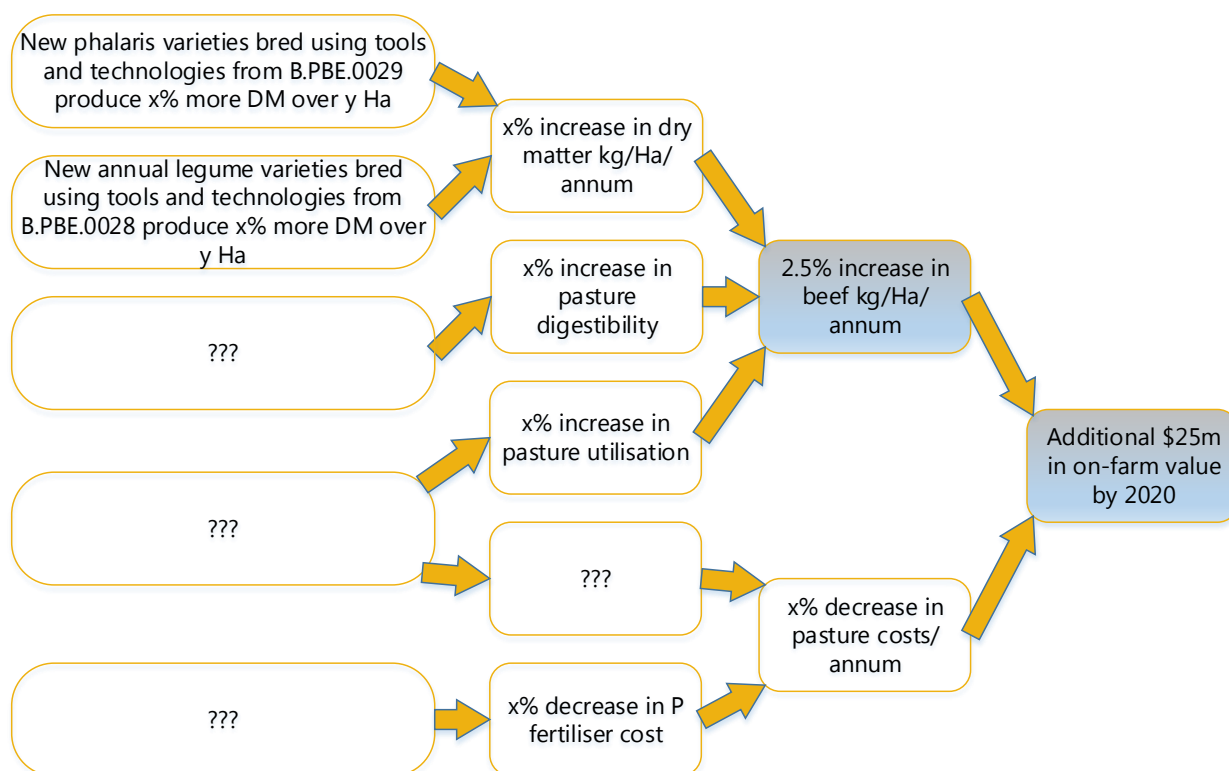 New phalaris varieties bred using tools
and technologies from B.PBE.0029
produce x% more DM over y Ha
New annual legume varieties bred
using tools and technologies from
B.PBE.0028 produce x% more DM over
y Ha
???
???
???
x% increase in dry
matter kg/Ha/
annum
x% increase in
pasture
digestibility
x% increase in
pasture utilisation
???
x% decrease in P
fertiliser cost
2.5% increase in
beef kg/Ha/
annum
x% decrease in
pasture costs/
annum
Additional $25m
in on-farm value
by 2020